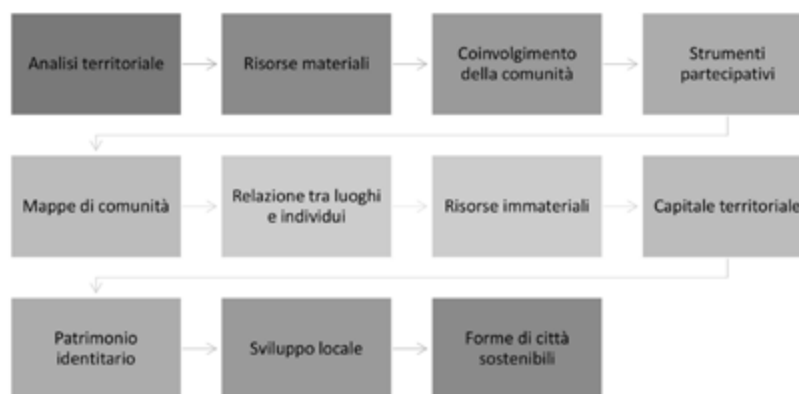 Analisi territoriale
Risorse materiali
Coinvolgimento
della comunità
Strumenti
partecipativi
Mappe di comunità
Relazione tra luoghi
e individui
Risorse immateriali
Capitale territoriale
Patrimonio
identitario
Sviluppo locale
Forme di città
sostenibili